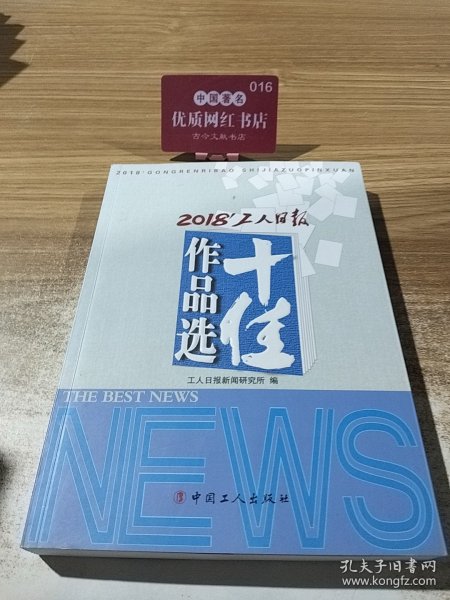 016
中国著名
优质网红书店
古今文献书店
2018'GONGRENRIBAO SHIJIAZUOPINXUAN
2018'工人日报
十佳
作品选
工人日报新闻研究所 编
THE BEST NEWS
NEWS
中国工人出版社
孔夫子旧书网
www.kongfz.com